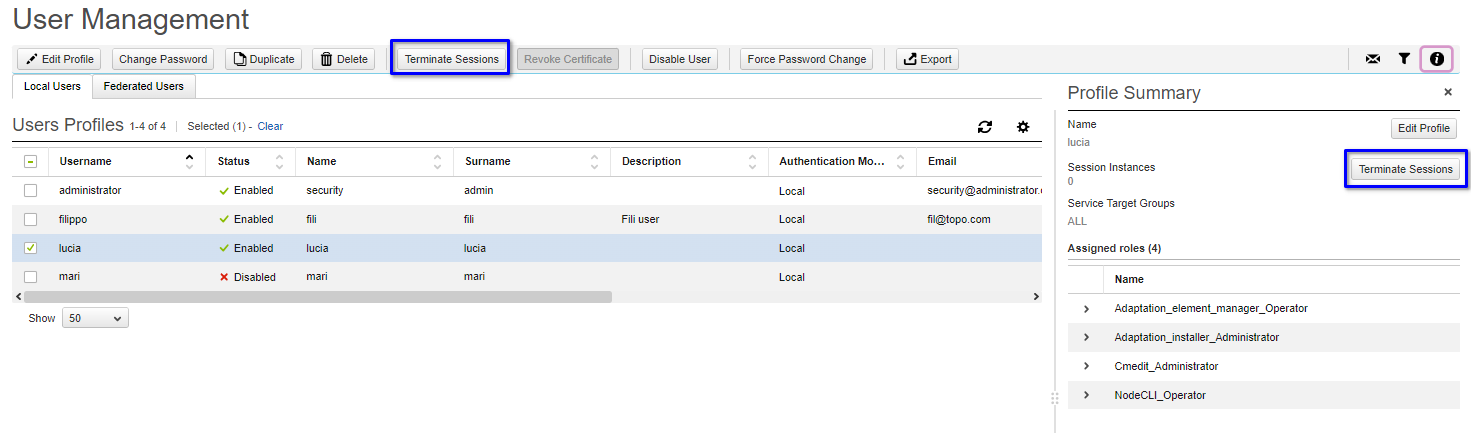 User Management
Edit Profile Change Password Duplicate Delete Terminate Sessions Revoke Certificate Disable User Force Password Change Export
Local Users Federated Users
Users Profiles 1-4 of 4 | Selected (1) - Clear
Username Status Name Surname Description Authentication Mo... Email
administrator Enabled security admin Local security@administrator.
filippo Enabled fili fili Fili user Local fil@topo.com
lucia Enabled lucia lucia Local
mari Disabled mari mari Local
Show 50
Profile Summary
Name
lucia
Edit Profile
Session Instances
0
Terminate Sessions
Service Target Groups
ALL
Assigned roles (4)
Name
Adaptation_element_manager_Operator
Adaptation_installer_Administrator
Cmedit_Administrator
NodeCLI_Operator